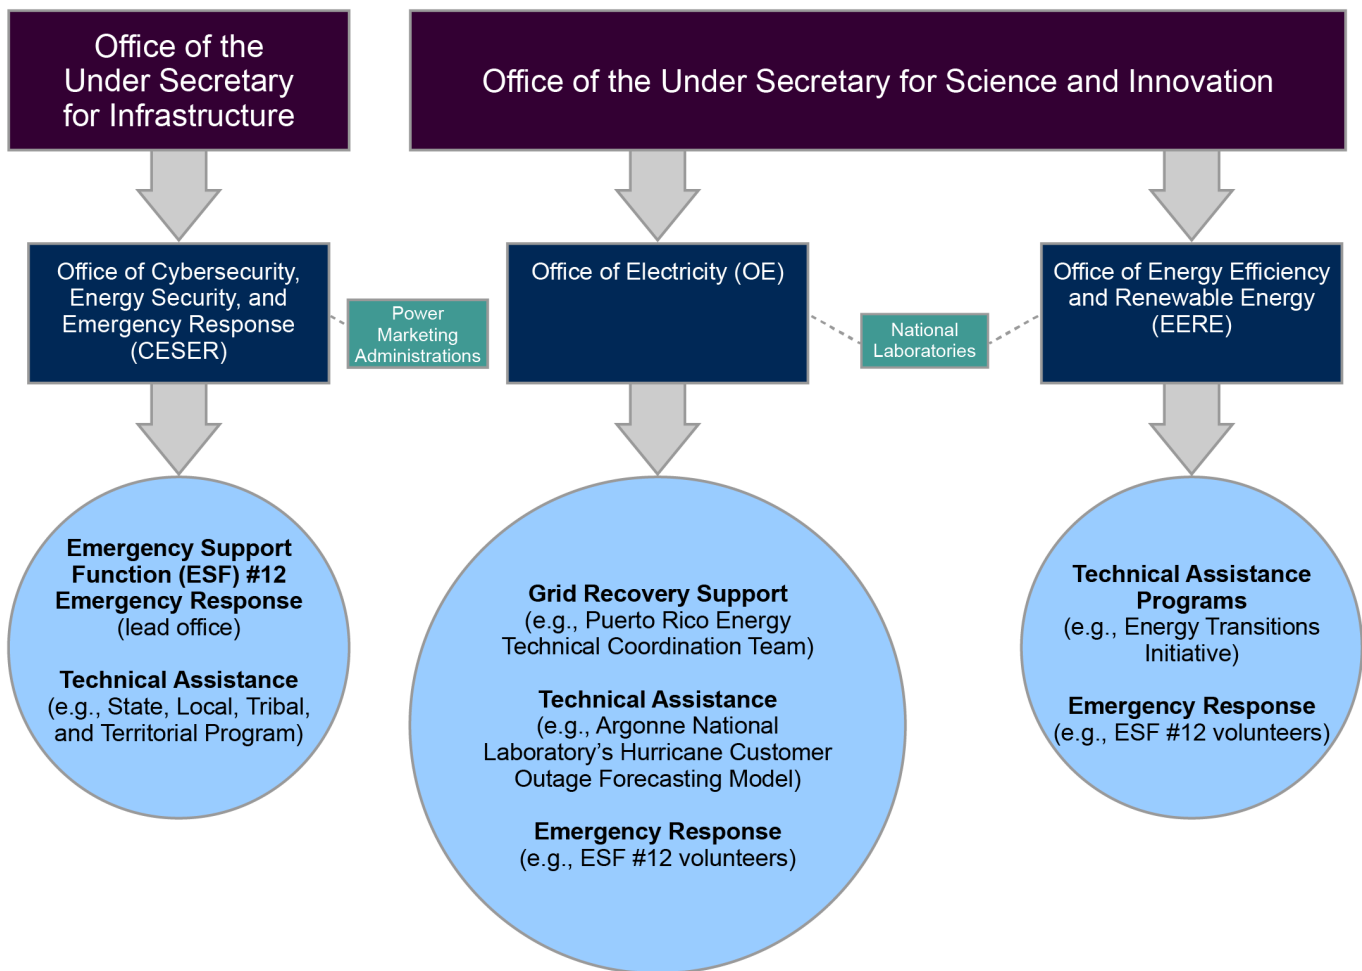 Office of the
Under Secretary
for Infrastructure
Office of the Under Secretary for Science and Innovation
Office of Cybersecurity,
Energy Security, and
Emergency Response
(CESER)
Power
Marketing
Administrations
Office of Electricity (OE)
National
Laboratories
Office of Energy Efficiency
and Renewable Energy
(EERE)
Emergency Support
Function (ESF) #12
Emergency Response
(lead office)
Technical Assistance
(e.g., State, Local, Tribal,
and Territorial Program)
Grid Recovery Support
(e.g., Puerto Rico Energy
Technical Coordination Team)
Technical Assistance
(e.g., Argonne National
Laboratory’s Hurricane Customer
Outage Forecasting Model)
Emergency Response
(e.g., ESF #12 volunteers)
Technical Assistance
Programs
(e.g., Energy Transitions
Initiative)
Emergency Response
(e.g., ESF #12 volunteers)